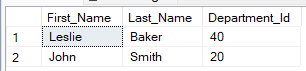 First_Name Last_Name Department_Id
1 Leslie Baker 40
2 John Smith 20